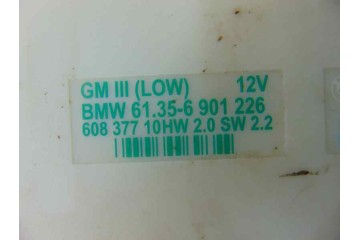 GM III (LOW) 12V
BMW 61.35-6 901 226
608 377 10HW 2.0 SW 2.2